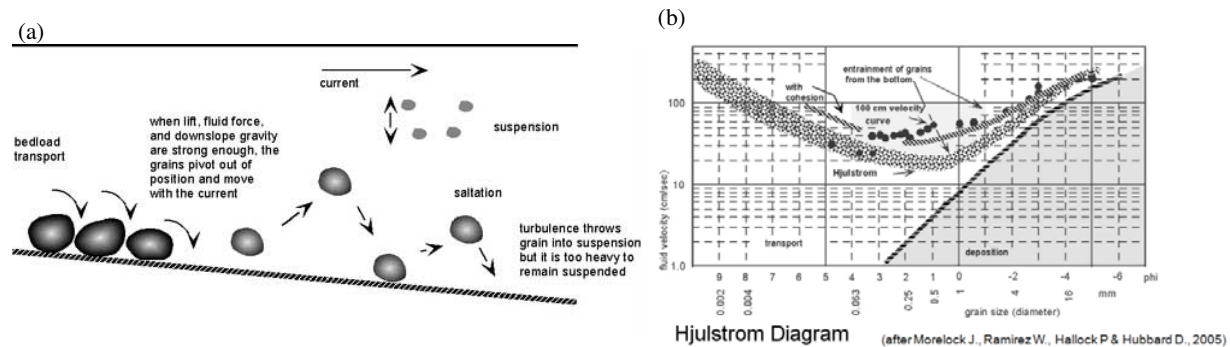 (a)
current
suspension
bedload
transport
when lift, fluid force,
and downslope gravity
are strong enough, the
grains pivot out of
position and move
with the current
saltation
turbulence throws
grain into suspension
but it is too heavy to
remain suspended
(b)
entrainment of grains
from the bottom
with
cohesion
100 cm velocity
curve
Hjulstrom
fluid velocity (cm/sec)
100
10
1.0
transport
deposition
9 8 7 6 5 4 3 2 1 0 -2 -4 -6 phi
0.002 0.004 0.063 0.25 0.5 1 4 16 mm
grain size (diameter)
Hjulstrom Diagram
(after Morelock J., Ramirez W., Hallock P & Hubbard D., 2005)